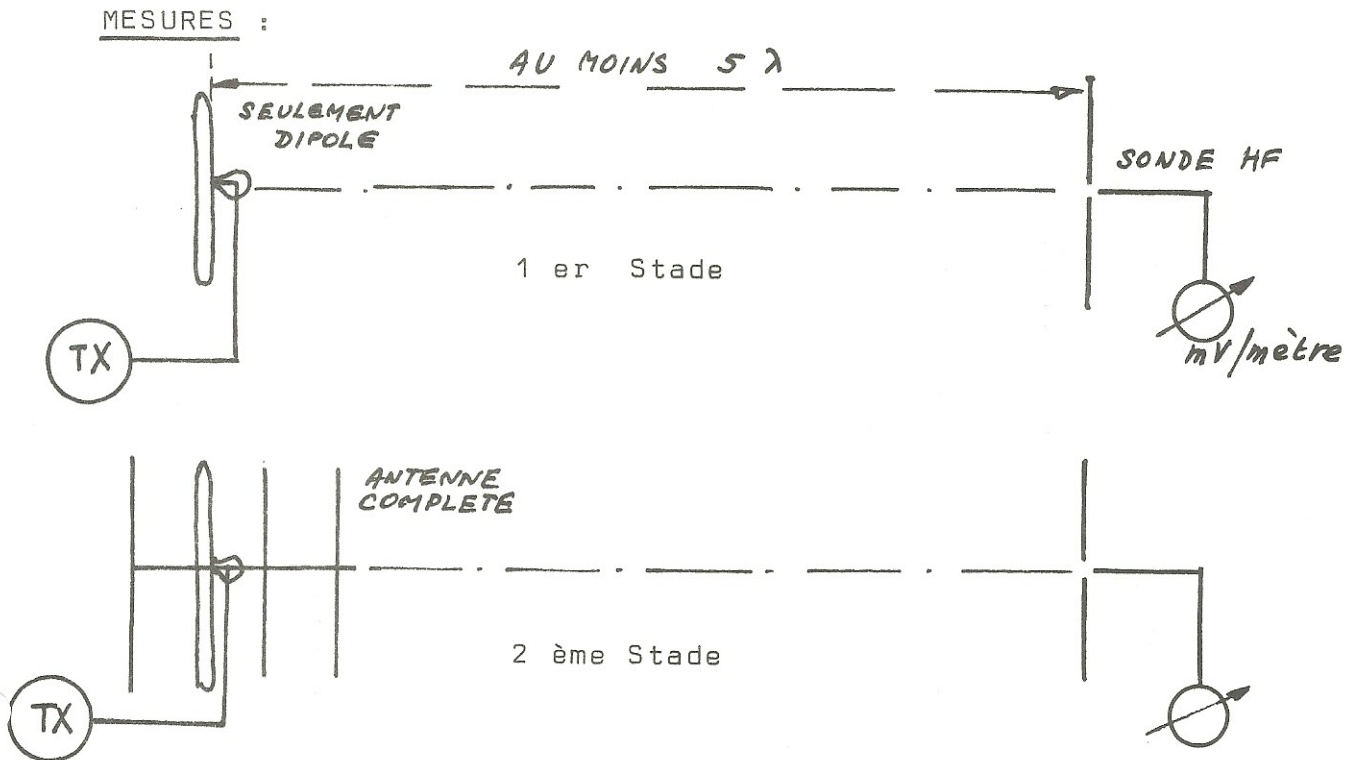 MESURES :
AU MOINS 5 λ
SEULEMENT
DIPOLE
SONDE HF
1 er Stade
TX
mV/mètre
ANTENNE
COMPLETE
2 ème Stade
TX